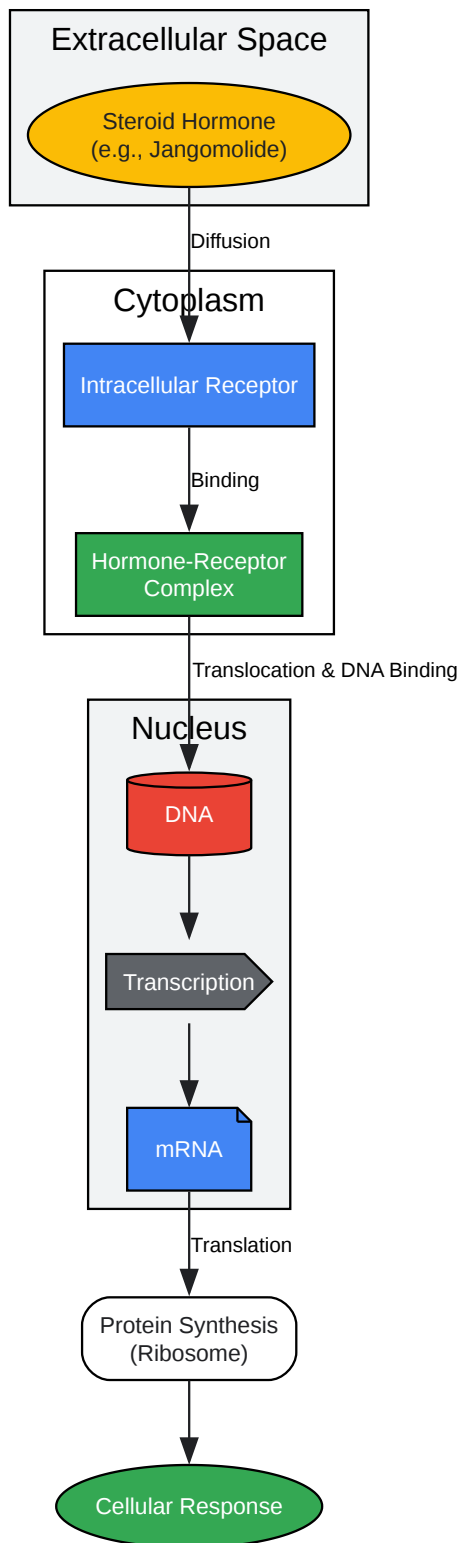 Extracellular Space
Steroid Hormone
(e.g., Jangomolide)
Diffusion
Cytoplasm
Intracellular Receptor
Binding
Hormone-Receptor
Complex
Translocation & DNA Binding
Nucleus
DNA
Transcription
mRNA
Translation
Protein Synthesis
(Ribosome)
Cellular Response